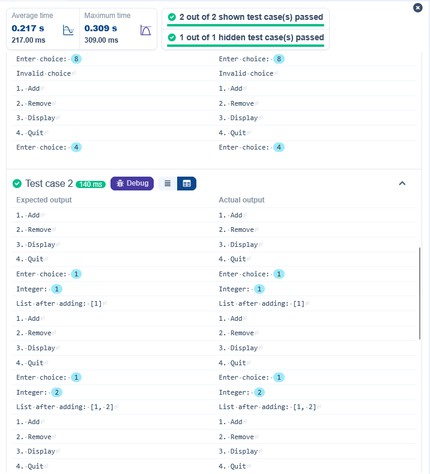 Average time
0.217 s
217.00 ms
Maximum time
0.309 s
309.00 ms
2 out of 2 shown test case(s) passed
1 out of 1 hidden test case(s) passed
Enter·choice:·8 Enter·choice:·8
Invalid·choice Invalid·choice
1.·Add 1.·Add
2.·Remove 2.·Remove
3.·Display 3.·Display
4.·Quit 4.·Quit
Enter·choice:·4 Enter·choice:·4
Test case 2 140 ms Debug
Expected output Actual output
1.·Add 1.·Add
2.·Remove 2.·Remove
3.·Display 3.·Display
4.·Quit 4.·Quit
Enter·choice:·1 Enter·choice:·1
Integer:·1 Integer:·1
List·after·adding:·[1] List·after·adding:·[1]
1.·Add 1.·Add
2.·Remove 2.·Remove
3.·Display 3.·Display
4.·Quit 4.·Quit
Enter·choice:·1 Enter·choice:·1
Integer:·2 Integer:·2
List·after·adding:·[1,·2] List·after·adding:·[1,·2]
1.·Add 1.·Add
2.·Remove 2.·Remove
3.·Display 3.·Display
4.·Quit 4.·Quit